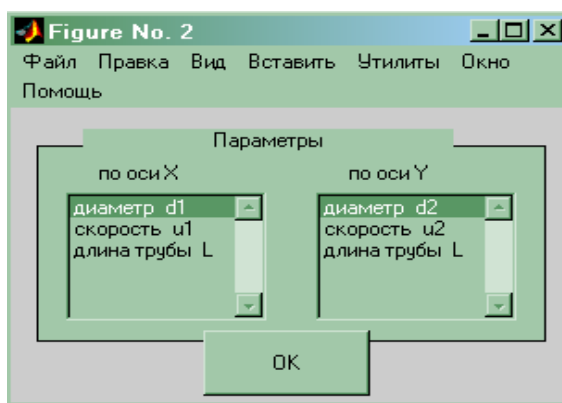 Figure No. 2
Файл Правка Вид Вставить Утилиты Окно
Помощь
Параметры
по оси X
по оси Y
диаметр d1
скорость u1
длина трубы L
диаметр d2
скорость u2
длина трубы L
OK